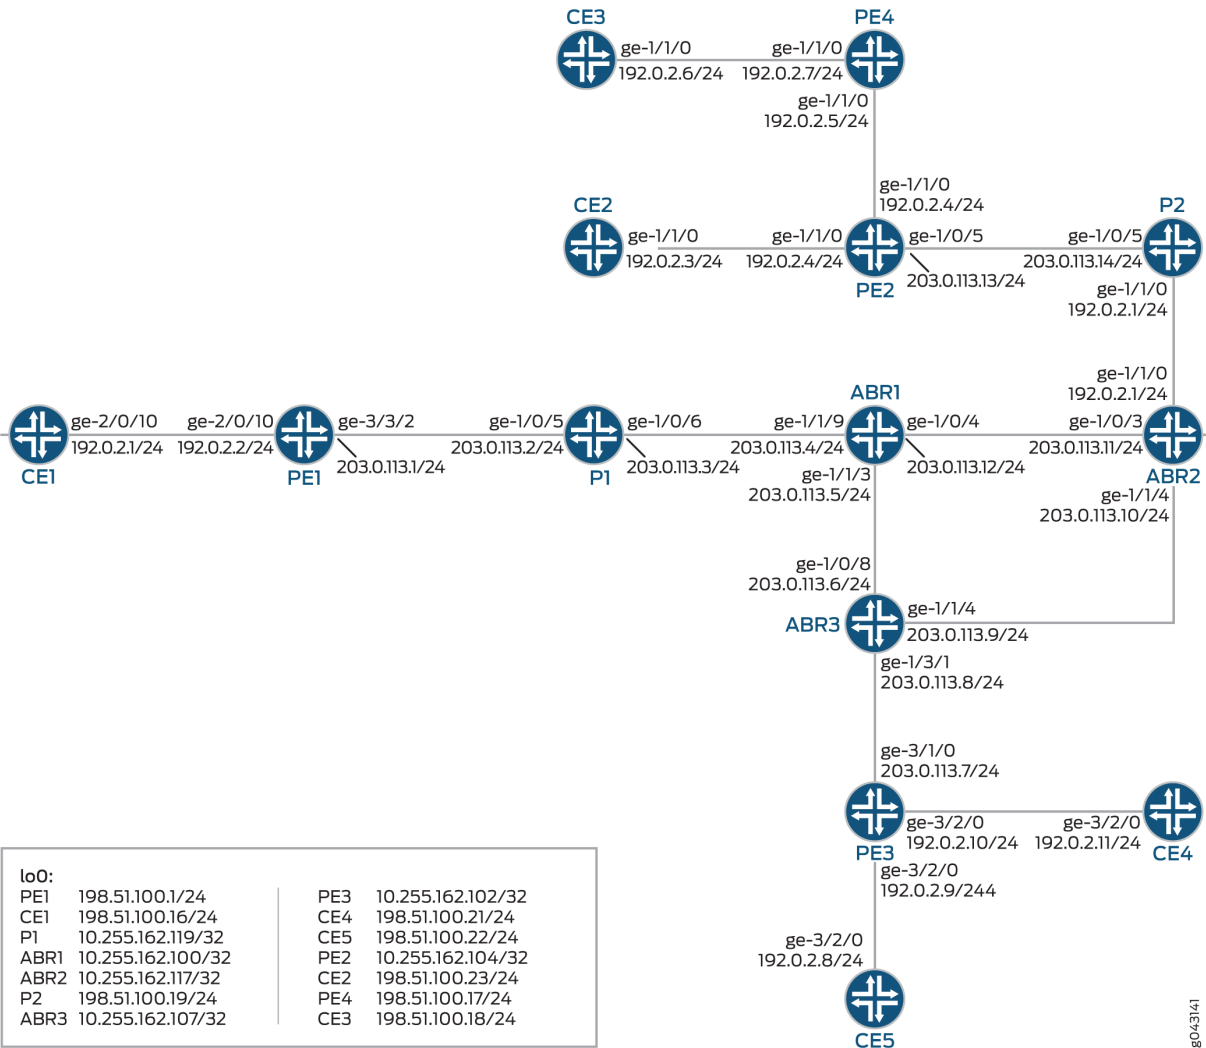 CE3
PE4
ge-1/1/0
ge-1/1/0
192.0.2.6/24
192.0.2.7/24
ge-1/1/0
192.0.2.5/24
ge-1/1/0
192.0.2.4/24
CE2
P2
ge-1/1/0
ge-1/1/0
ge-1/0/5
ge-1/0/5
192.0.2.3/24
192.0.2.4/24
203.0.113.14/24
203.0.113.13/24
PE2
ge-1/1/0
192.0.2.1/24
ge-1/1/0
192.0.2.1/24
ABR1
ge-2/0/10
ge-2/0/10
ge-3/3/2
ge-1/0/5
ge-1/0/6
ge-1/1/9
ge-1/0/4
ge-1/0/3
192.0.2.1/24
192.0.2.2/24
203.0.113.2/24
203.0.113.4/24
203.0.113.11/24
203.0.113.1/24
203.0.113.3/24
203.0.113.12/24
CE1
PE1
P1
ABR2
ge-1/1/3
203.0.113.5/24
ge-1/1/4
203.0.113.10/24
ge-1/0/8
203.0.113.6/24
ABR3
ge-1/1/4
203.0.113.9/24
ge-1/3/1
203.0.113.8/24
ge-3/1/0
203.0.113.7/24
ge-3/2/0
ge-3/2/0
192.0.2.10/24
192.0.2.11/24
PE3
CE4
ge-3/2/0
192.0.2.9/244
ge-3/2/0
192.0.2.8/24
CE5
lo0:
PE1 198.51.100.1/24
CE1 198.51.100.16/24
P1 10.255.162.119/32
ABR1 10.255.162.100/32
ABR2 10.255.162.117/32
P2 198.51.100.19/24
ABR3 10.255.162.107/32
PE3 10.255.162.102/32
CE4 198.51.100.21/24
CE5 198.51.100.22/24
PE2 10.255.162.104/32
CE2 198.51.100.23/24
PE4 198.51.100.17/24
CE3 198.51.100.18/24
g043141